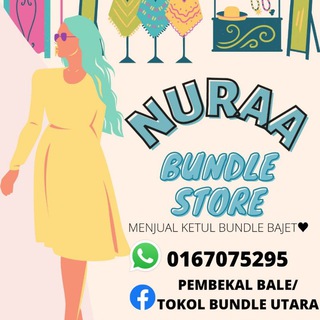 NURAA
BUNDLE
STORE
MENJUAL KETUL BUNDLE BAJET🖤
0167075295
PEMBEKAL BALE/
TOKOL BUNDLE UTARA